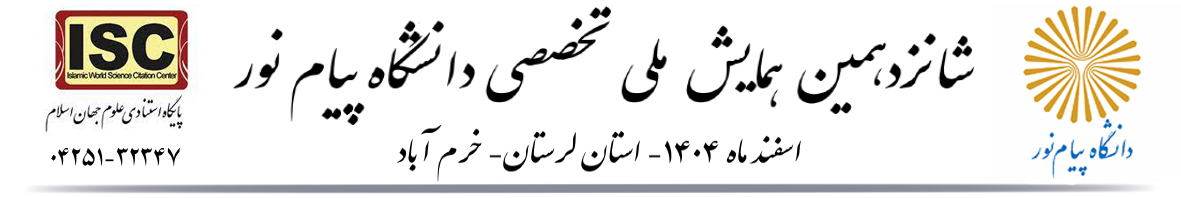 شانزدهمین همایش ملی تخصصی دانشگاه پیام نور
اسفند ماه ۱۴۰۴- استان لرستان- خرم آباد
دانشگاه پیام نور
ISC
Islamic World Science Citation Center
پایگاه استنادی علوم جهان اسلام
۰۴۲۵۱-۳۲۳۴۷